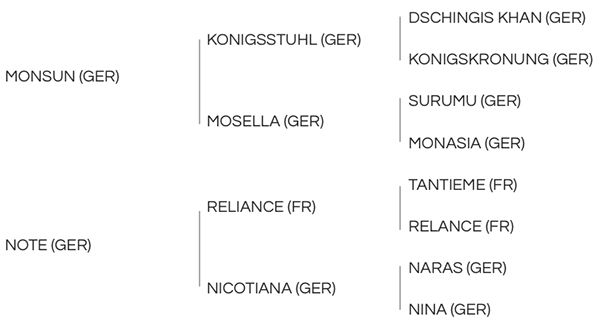 DSCHINGIS KHAN (GER)
KONIGSSTUHL (GER)
KONIGSKRONUNG (GER)
MONSUN (GER)
SURUMU (GER)
MOSELLA (GER)
MONASIA (GER)
TANTIEME (FR)
RELIANCE (FR)
RELANCE (FR)
NOTE (GER)
NARAS (GER)
NICOTIANA (GER)
NINA (GER)